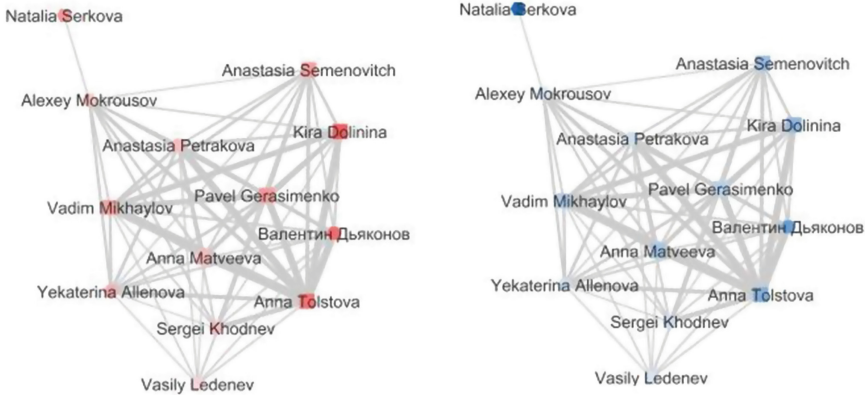 Natalia Serkova
Anastasia Semenovitch
Alexey Mokrousov
Kira Dolinina
Anastasia Petrakova
Pavel Gerasimenko
Vadim Mikhaylov
Валентин Дьяконов
Anna Matveeva
Yekaterina Allenova
Anna Tolstova
Sergei Khodnev
Vasily Ledenev
Natalia Serkova
Anastasia Semenovitch
Alexey Mokrousov
Kira Dolinina
Anastasia Petrakova
Pavel Gerasimenko
Vadim Mikhaylov
Валентин Дьяконов
Anna Matveeva
Yekaterina Allenova
Anna Tolstova
Sergei Khodnev
Vasily Ledenev